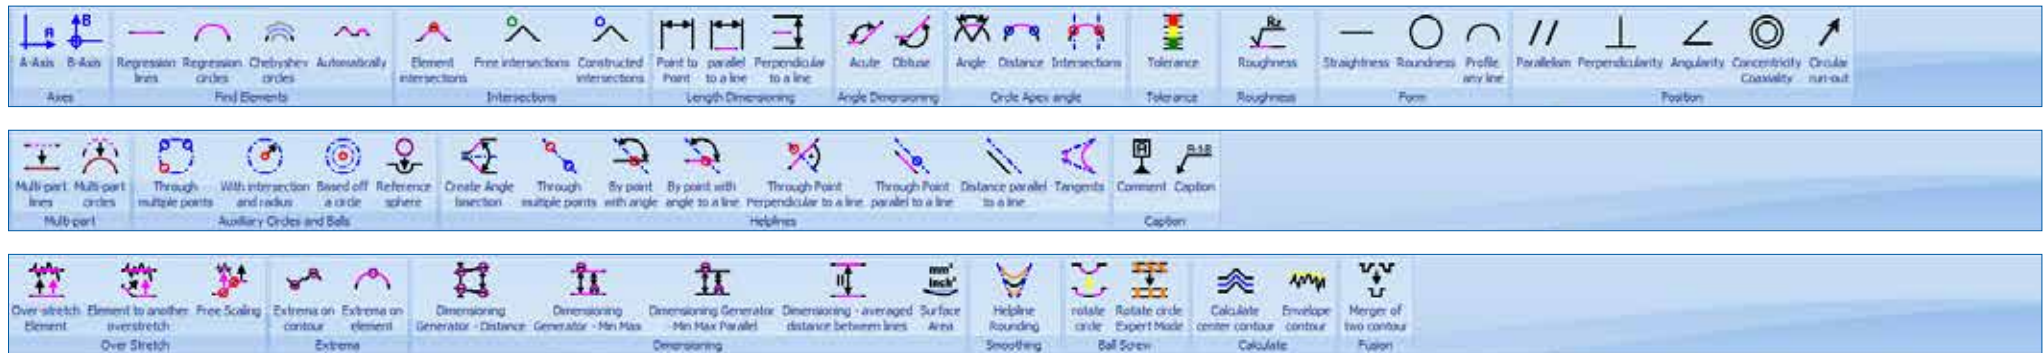 A B Rz
A-Axis B-Axis Regression lines Regression circles Chebyshev circles Automatically Element intersections Free intersections Constructed intersections Point to Point parallel to a line Perpendicular to a line Acute Obtuse Angle Distance Intersections Tolerance Roughness Straightness Roundness Profile any line Parallelism Perpendicularity Angularity Concentricity Coaxiality Circular run-out
Axes Find Elements Intersections Length Dimensioning Angle Dimensioning Circle Apex angle Tolerance Roughness Form Position
A A-1.B
Multi-part lines Multi-part circles Through multiple points With intersection and radius Based off a circle Reference sphere Create Angle bisection Through multiple points By point with angle By point with angle to a line Through Point Perpendicular to a line Through Point parallel to a line Distance parallel to a line Tangents Comment Caption
Multi-part Auxiliary Circles and Balls Helplines Caption
mm² inch²
Over-stretch Element Element to another overstretch Free Scaling Extrema on contour Extrema on element Dimensioning Generator - Distance Dimensioning Generator - Min Max Dimensioning Generator - Min Max Parallel Dimensioning - averaged distance between lines Surface Area Helpline Rounding rotate circle Rotate circle Expert Mode Calculate center contour Envelope contour Merger of two contour
Over Stretch Extrema Dimensioning Smoothing Ball Screw Calculate Fusion